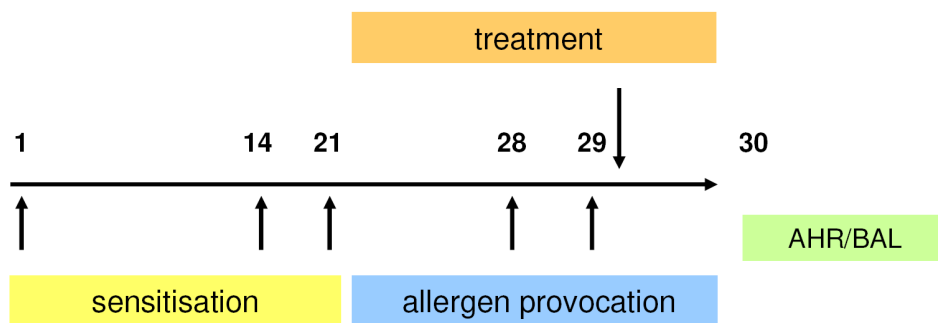 treatment
1 14 21 28 29 30
AHR/BAL
sensitisation allergen provocation